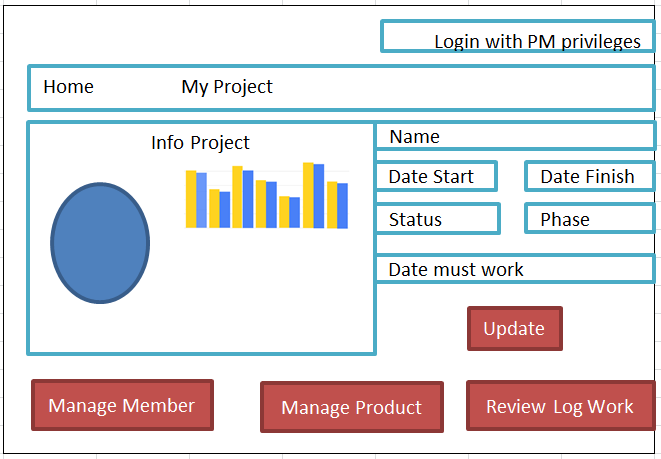 Login with PM privileges
Home My Project
Info Project
Name
Date Start Date Finish
Status Phase
Date must work
Update
Manage Member Manage Product Review Log Work